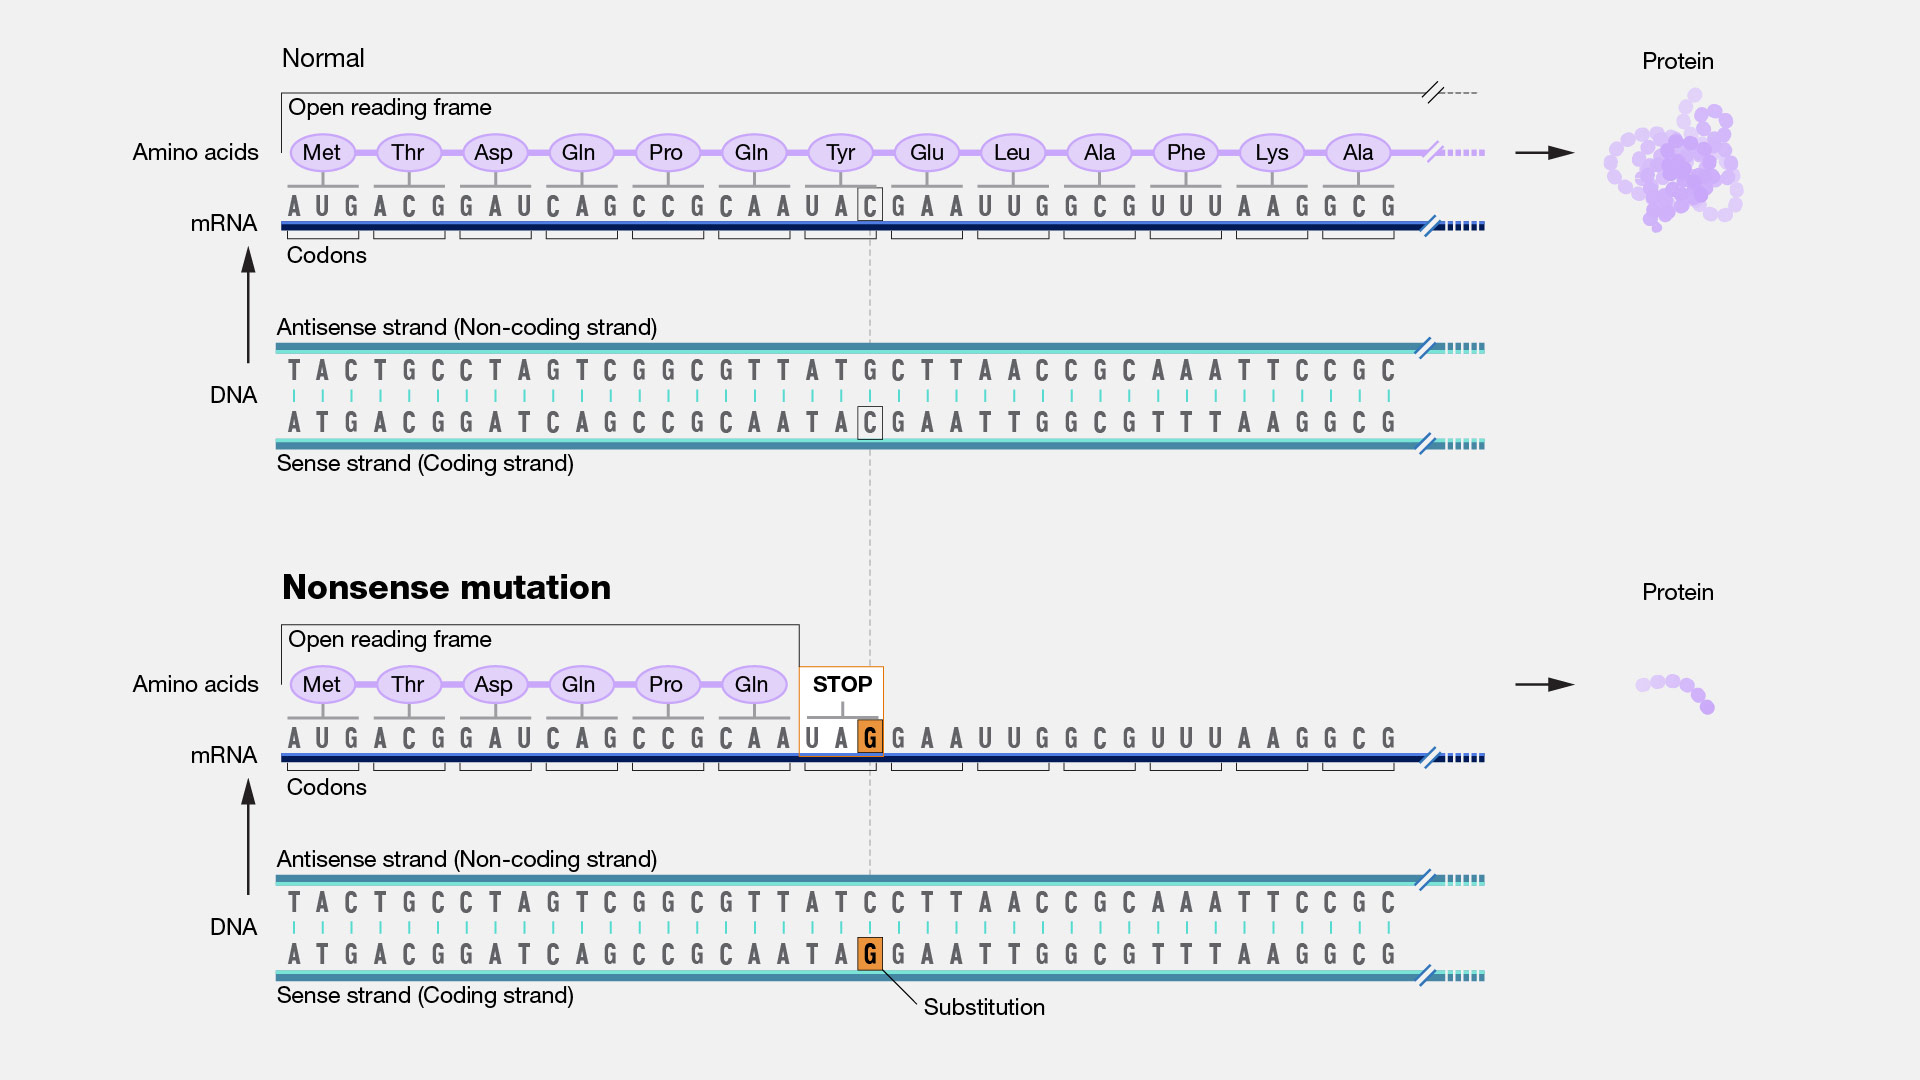 Normal
Protein
Open reading frame
Amino acids Met Thr Asp Gln Pro Gln Tyr Glu Leu Ala Phe Lys Ala
A U G A C G G A U C A G C C G C A A U A C G A A U U G G C G U U U A A G G C G
mRNA
Codons
Antisense strand (Non-coding strand)
T A C T G C C T A G T C G G C G T T A T G C T T A A C C G C A A A T T C C G C
DNA
A T G A C G G A T C A G C C G C A A T A C G A A T T G G C G T T T A A G G C G
Sense strand (Coding strand)
Nonsense mutation
Protein
Open reading frame
Amino acids Met Thr Asp Gln Pro Gln STOP
A U G A C G G A U C A G C C G C A A U A G G A A U U G G C G U U U A A G G C G
mRNA
Codons
Antisense strand (Non-coding strand)
T A C T G C C T A G T C G G C G T T A T C C T T A A C C G C A A A T T C C G C
DNA
A T G A C G G A T C A G C C G C A A T A G G A A T T G G C G T T T A A G G C G
Sense strand (Coding strand)
Substitution